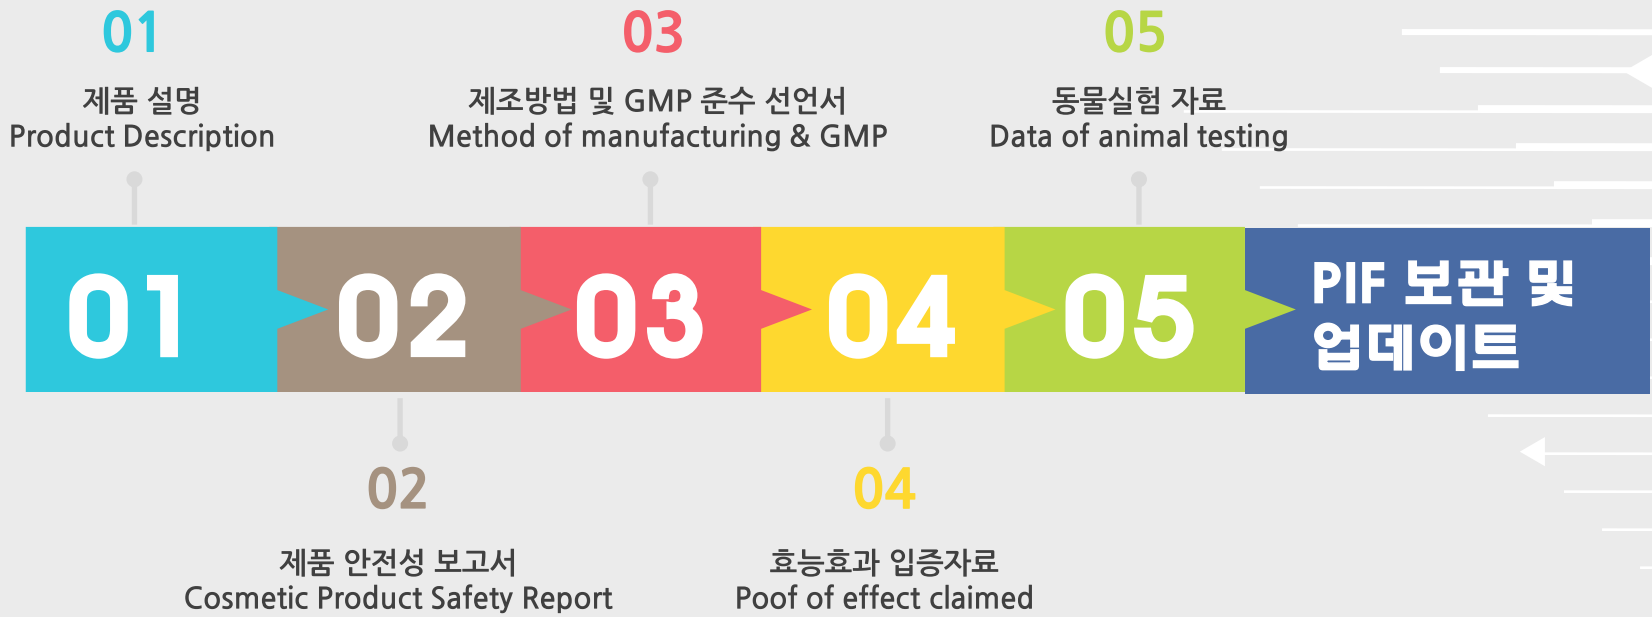 01
제품 설명
Product Description
03
제조방법 및 GMP 준수 선언서
Method of manufacturing & GMP
05
동물실험 자료
Data of animal testing
01
02
03
04
05
PIF 보관 및
업데이트
02
제품 안전성 보고서
Cosmetic Product Safety Report
04
효능효과 입증자료
Poof of effect claimed